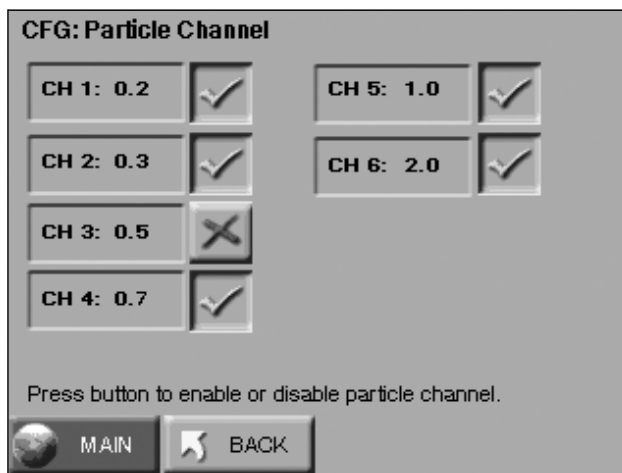 CFG: Particle Channel
CH 1: 0.2
CH 2: 0.3
CH 3: 0.5
CH 4: 0.7
CH 5: 1.0
CH 6: 2.0
Press button to enable or disable particle channel.
MAIN
BACK